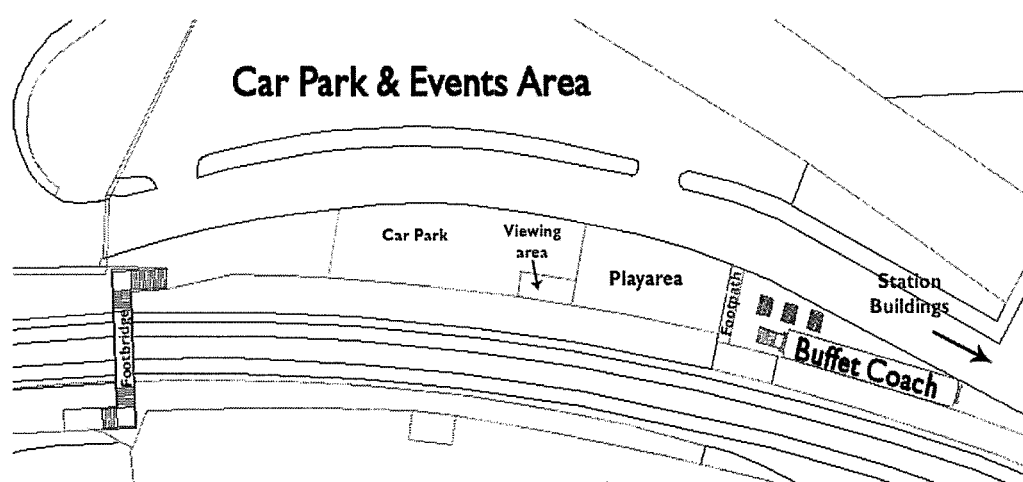 Car Park & Events Area
Car Park
Viewing
area
Playarea
Footpath
Station
Buildings
Buffet Coach
Footbridge